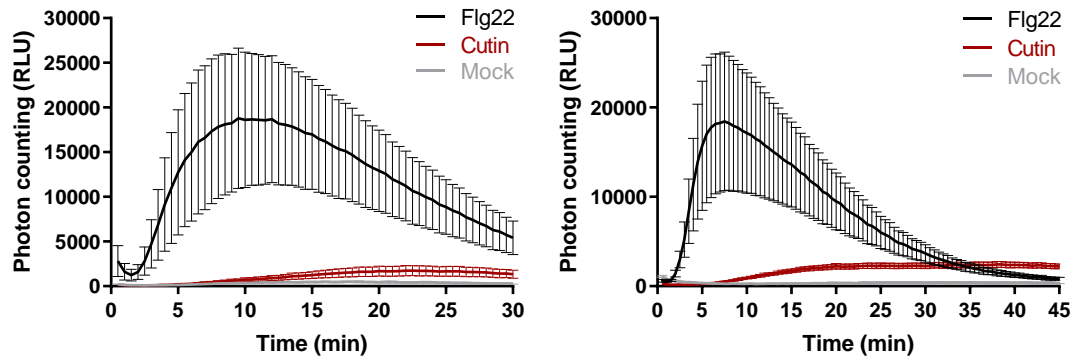 Photon counting (RLU)
30000
25000
20000
15000
10000
5000
0
0 5 10 15 20 25 30
Time (min)
Flg22
Cutin
Mock
Photon counting (RLU)
30000
20000
10000
0
0 5 10 15 20 25 30 35 40 45
Time (min)
Flg22
Cutin
Mock